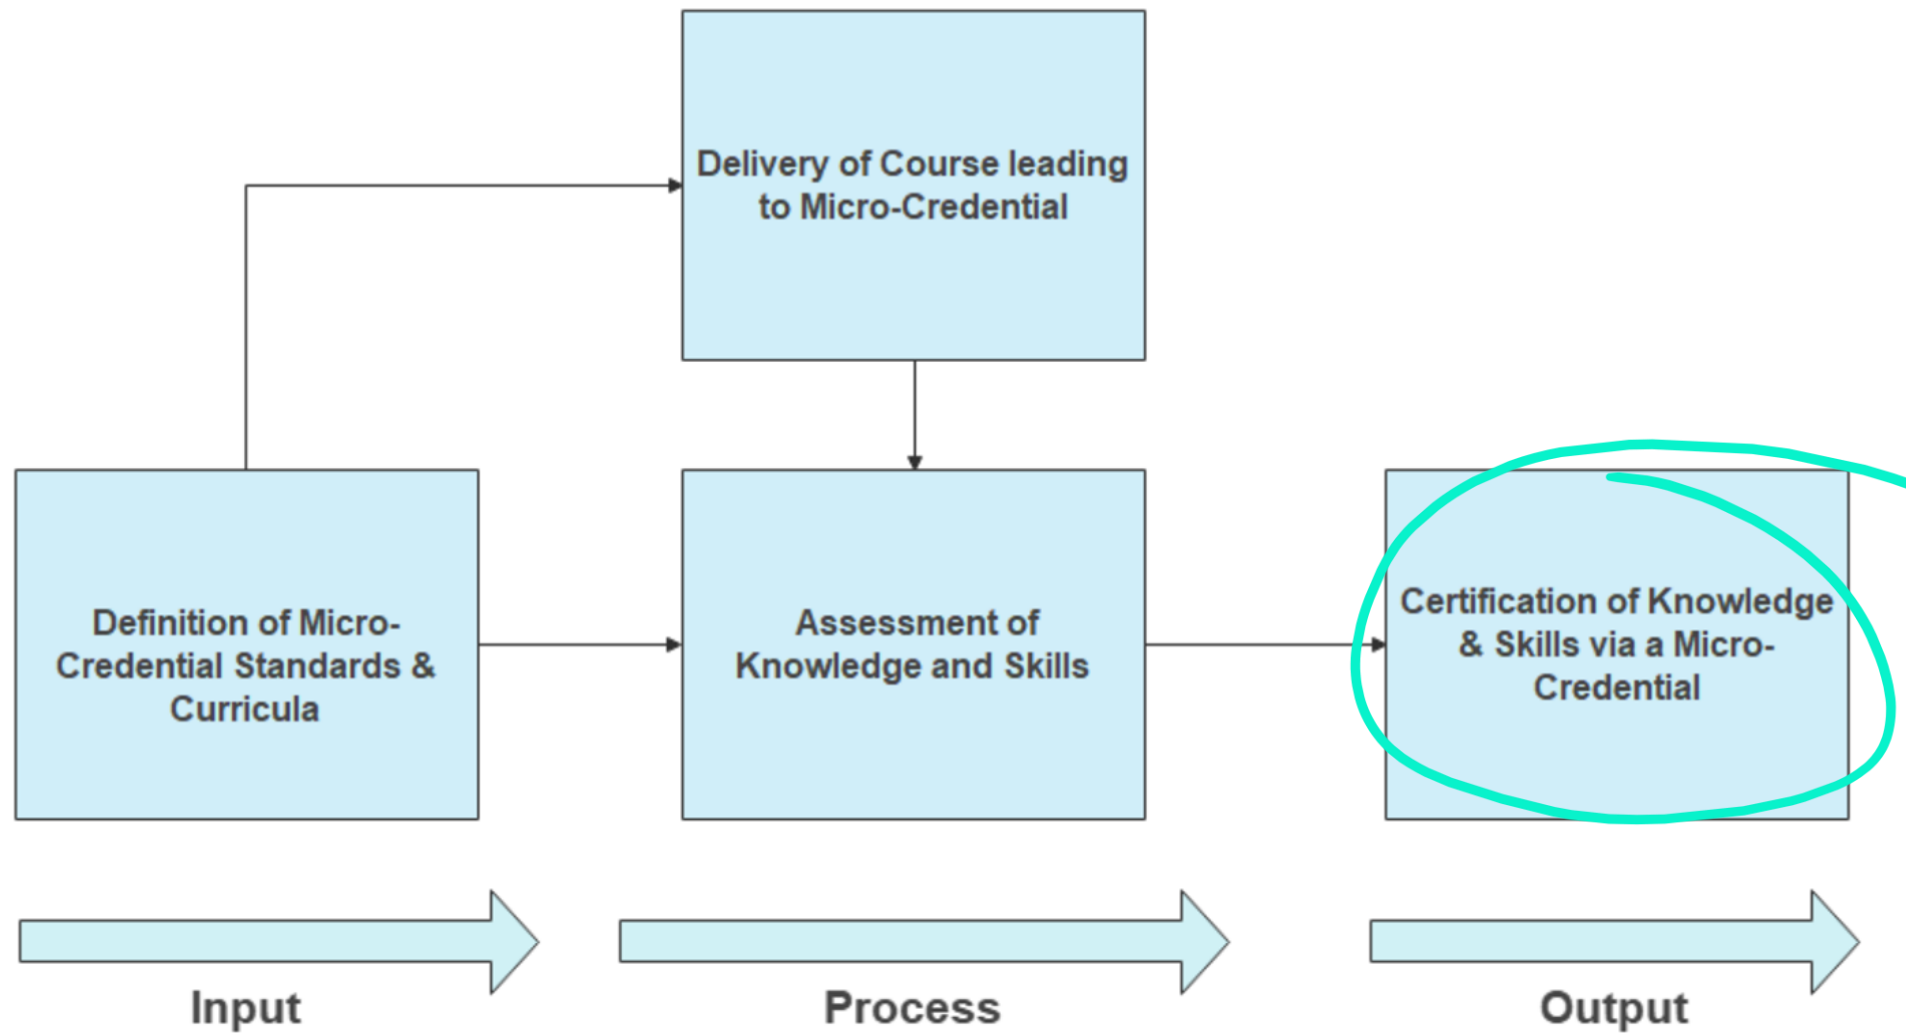 Delivery of Course leading
to Micro-Credential
Definition of Micro-
Credential Standards &
Curricula
Assessment of
Knowledge and Skills
Certification of Knowledge
& Skills via a Micro-
Credential
Input
Process
Output